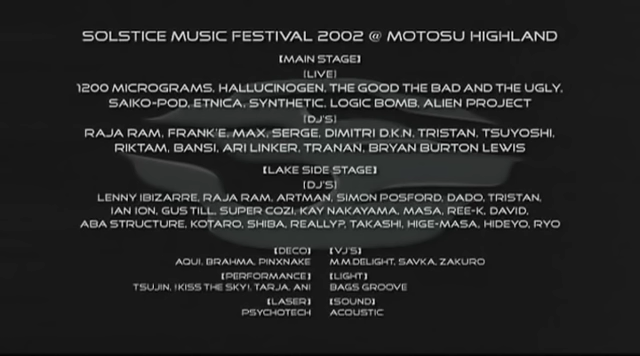 SOLSTICE MUSIC FESTIVAL 2002 @ MOTOSU HIGHLAND
[MAIN STAGE]
[LIVE]
1200 MICROGRAMS, HALLUCINOGEN, THE GOOD THE BAD AND THE UGLY,
SAIKO-POD, ETNICA, SYNTHETIC, LOGIC BOMB, ALIEN PROJECT
[DJ'S]
RAJA RAM, FRANK'E, MAX, SERGE, DIMITRI D.K.N, TRISTAN, TSUYOSHI,
RIKTAM, BANSI, ARI LINKER, TRANAN, BRYAN BURTON LEWIS
[LAKE SIDE STAGE]
[DJ'S]
LENNY IBIZARRE, RAJA RAM, ARTMAN, SIMON POSFORD, DADO, TRISTAN,
IAN ION, GUS TILL, SUPER COZI, KAY NAKAYAMA, MASA, REE-K, DAVID,
ABA STRUCTURE, KOTARO, SHIBA, REALLY?, TAKASHI, HIGE-MASA, HIDEYO, RYO
[DECO] [VJ'S]
AQUI, BRAHMA, PINXNAKE M.M.DELIGHT, SAVKA, ZAKURO
[PERFORMANCE] [LIGHT]
TSUJIN, !KISS THE SKY!, TARJA, ANI BAGS GROOVE
[LASER] [SOUND]
PSYCHOTECH ACOUSTIC